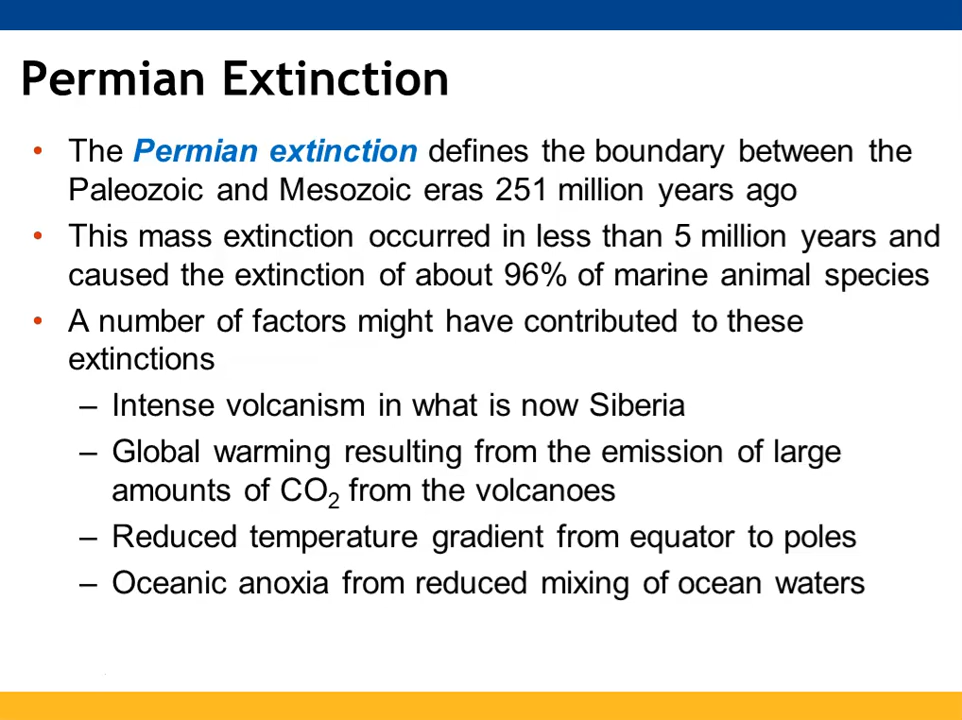 Permian Extinction
• The Permian extinction defines the boundary between the
Paleozoic and Mesozoic eras 251 million years ago
• This mass extinction occurred in less than 5 million years and
caused the extinction of about 96% of marine animal species
• A number of factors might have contributed to these
extinctions
– Intense volcanism in what is now Siberia
– Global warming resulting from the emission of large
amounts of CO₂ from the volcanoes
– Reduced temperature gradient from equator to poles
– Oceanic anoxia from reduced mixing of ocean waters